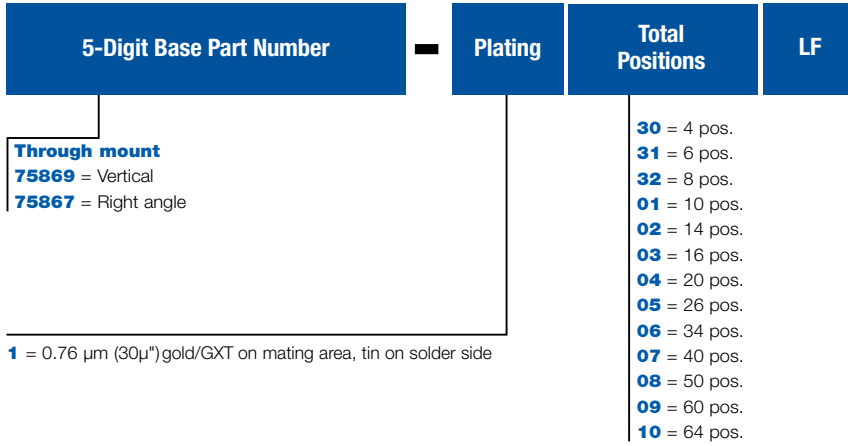 5-Digit Base Part Number - Plating Total Positions LF
Through mount
75869 = Vertical
75867 = Right angle
1 = 0.76 µm (30µ") gold/GXT on mating area, tin on solder side
30 = 4 pos.
31 = 6 pos.
32 = 8 pos.
01 = 10 pos.
02 = 14 pos.
03 = 16 pos.
04 = 20 pos.
05 = 26 pos.
06 = 34 pos.
07 = 40 pos.
08 = 50 pos.
09 = 60 pos.
10 = 64 pos.